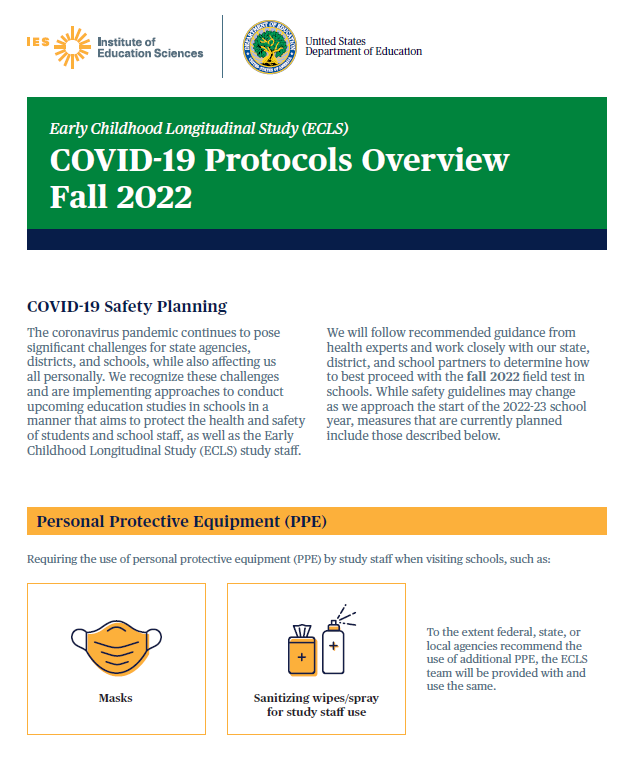 IES Institute of
Education Sciences
United States
Department of Education
Early Childhood Longitudinal Study (ECLS)
COVID-19 Protocols Overview
Fall 2022
COVID-19 Safety Planning
The coronavirus pandemic continues to pose
significant challenges for state agencies,
districts, and schools, while also affecting us
all personally. We recognize these challenges
and are implementing approaches to conduct
upcoming education studies in schools in a
manner that aims to protect the health and safety
of students and school staff, as well as the Early
Childhood Longitudinal Study (ECLS) study staff.
We will follow recommended guidance from
health experts and work closely with our state,
district, and school partners to determine how
to best proceed with the fall 2022 field test in
schools. While safety guidelines may change
as we approach the start of the 2022-23 school
year, measures that are currently planned
include those described below.
Personal Protective Equipment (PPE)
Requiring the use of personal protective equipment (PPE) by study staff when visiting schools, such as:
Masks
Sanitizing wipes/spray
for study staff use
To the extent federal, state, or
local agencies recommend the
use of additional PPE, the ECLS
team will be provided with and
use the same.